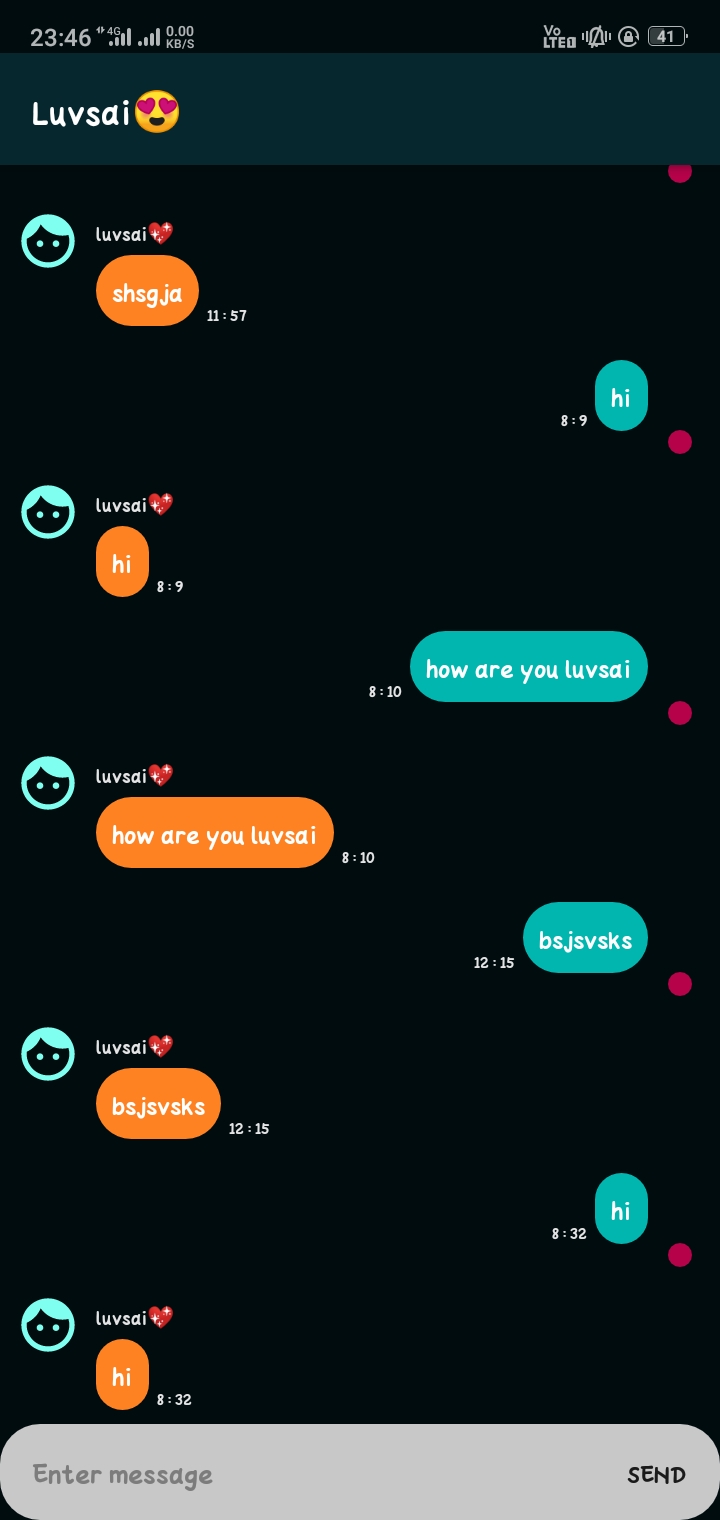 23:46 4G 0.00 KB/S Vo LTE1 41
Luvsai😍
luvsai💖
shsgja
11:57
hi
8:9
luvsai💖
hi
8:9
how are you luvsai
8:10
luvsai💖
how are you luvsai
8:10
bsjsvsks
12:15
luvsai💖
bsjsvsks
12:15
hi
8:32
luvsai💖
hi
8:32
Enter message SEND